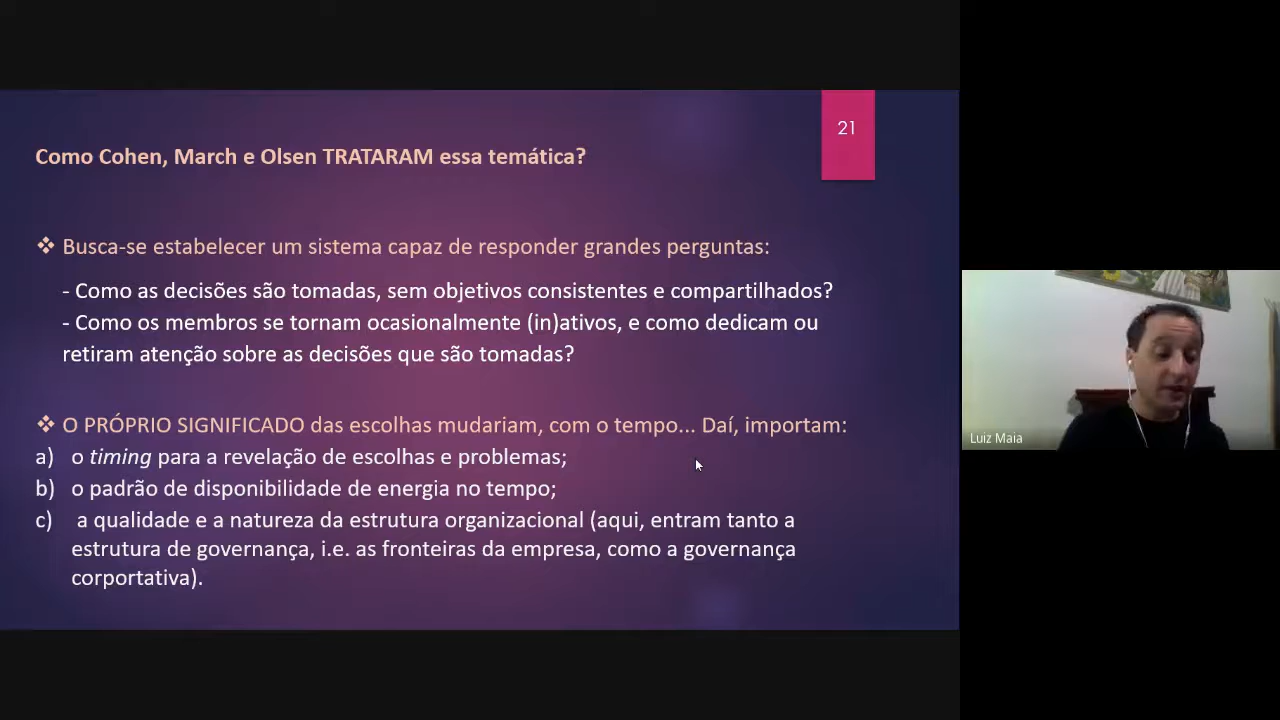 21
Como Cohen, March e Olsen TRATARAM essa temática?
❖ Busca-se estabelecer um sistema capaz de responder grandes perguntas:
- Como as decisões são tomadas, sem objetivos consistentes e compartilhados?
- Como os membros se tornam ocasionalmente (in)ativos, e como dedicam ou
retiram atenção sobre as decisões que são tomadas?
❖ O PRÓPRIO SIGNIFICADO das escolhas mudariam, com o tempo... Daí, importam:
a) o timing para a revelação de escolhas e problemas;
b) o padrão de disponibilidade de energia no tempo;
c) a qualidade e a natureza da estrutura organizacional (aqui, entram tanto a
estrutura de governança, i.e. as fronteiras da empresa, como a governança
corportativa).
Luiz Maia